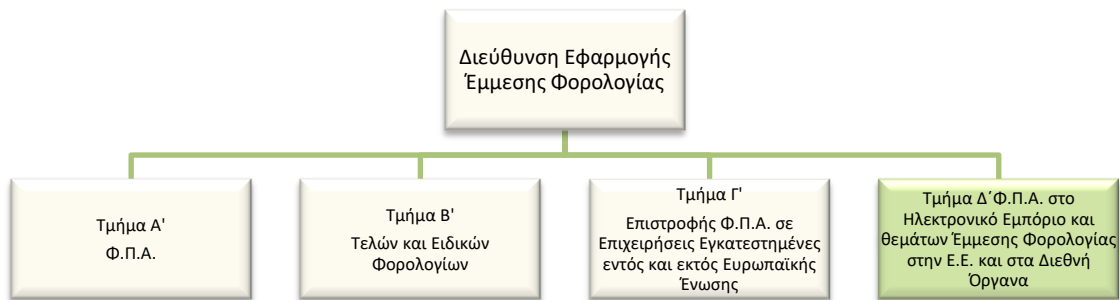 Διεύθυνση Εφαρμογής
Έμμεσης Φορολογίας
Τμήμα Α'
Φ.Π.Α.
Τμήμα Β'
Τελών και Ειδικών
Φορολογίων
Τμήμα Γ'
Επιστροφής Φ.Π.Α. σε
Επιχειρήσεις Εγκατεστημένες
εντός και εκτός Ευρωπαϊκής
Ένωσης
Τμήμα Δ΄Φ.Π.Α. στο
Ηλεκτρονικό Εμπόριο και
θεμάτων Έμμεσης Φορολογίας
στην Ε.Ε. και στα Διεθνή
Όργανα